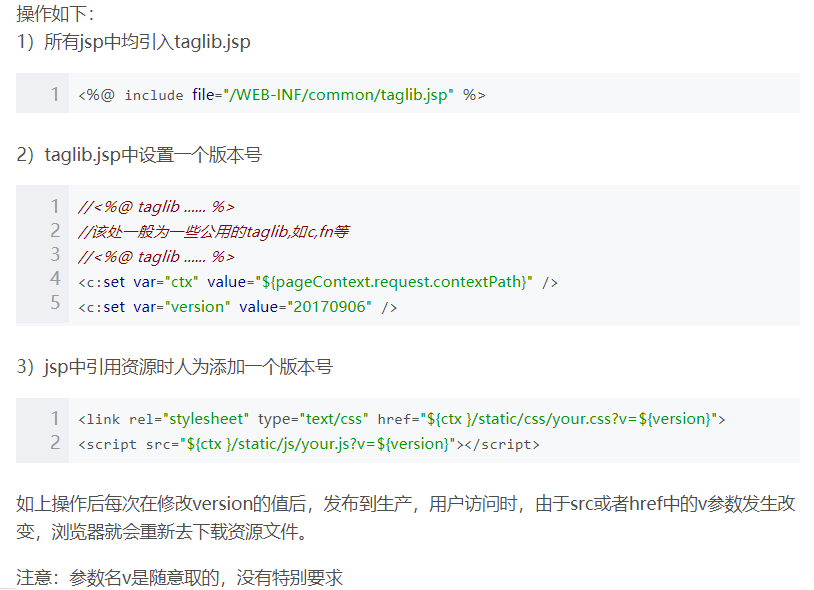 操作如下：
1）所有jsp中均引入taglib.jsp
1 <%@ include file="/WEB-INF/common/taglib.jsp" %>
2）taglib.jsp中设置一个版本号
1 //<%@ taglib ...... %>
2 //该处一般为一些公用的taglib,如c,fn等
3 //<%@ taglib ...... %>
4 <c:set var="ctx" value="${pageContext.request.contextPath}" />
5 <c:set var="version" value="20170906" />
3）jsp中引用资源时人为添加一个版本号
1 <link rel="stylesheet" type="text/css" href="${ctx }/static/css/your.css?v=${version}">
2 <script src="${ctx }/static/js/your.js?v=${version}"></script>
如上操作后每次在修改version的值后，发布到生产，用户访问时，由于src或者href中的v参数发生改
变，浏览器就会重新去下载资源文件。
注意：参数名v是随意取的，没有特别要求